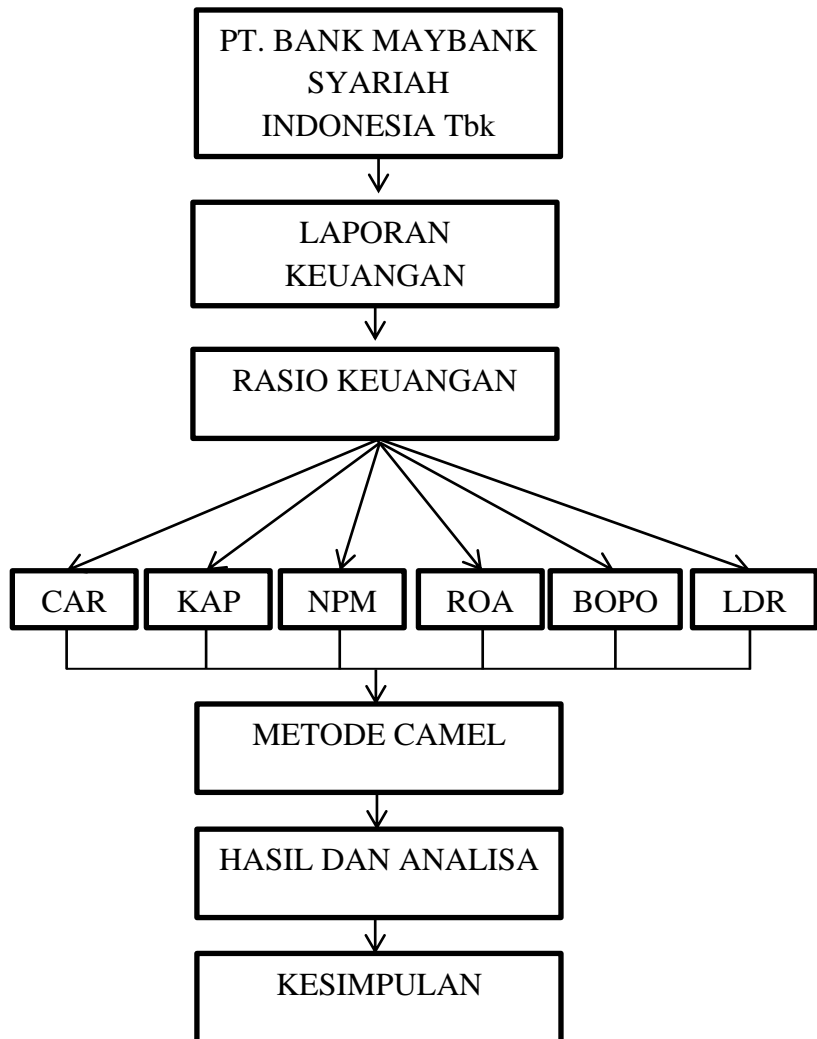 PT. BANK MAYBANK
SYARIAH
INDONESIA Tbk
LAPORAN
KEUANGAN
RASIO KEUANGAN
CAR KAP NPM ROA BOPO LDR
METODE CAMEL
HASIL DAN ANALISA
KESIMPULAN